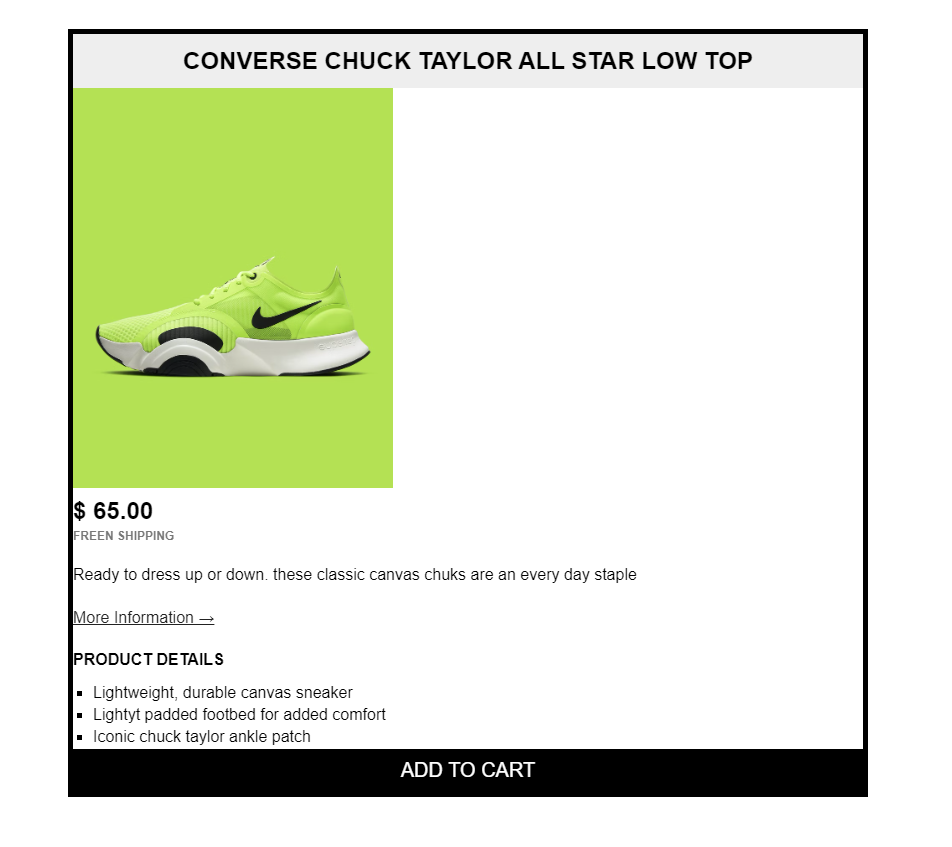 CONVERSE CHUCK TAYLOR ALL STAR LOW TOP
$ 65.00
FREEN SHIPPING
Ready to dress up or down. these classic canvas chuks are an every day staple
More Information →
PRODUCT DETAILS
Lightweight, durable canvas sneaker
Lightyt padded footbed for added comfort
Iconic chuck taylor ankle patch
ADD TO CART